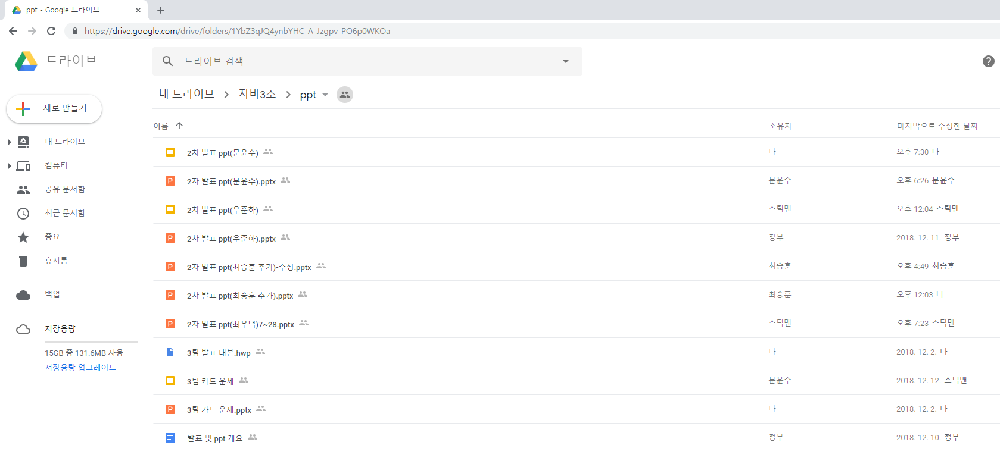 ppt - Google 드라이브
https://drive.google.com/drive/folders/1YbZ3qJQ4ynbYHC_A_Jzgpv_PO6p0WKOa
드라이브
드라이브 검색
내 드라이브 > 자바3조 > ppt
새로 만들기
내 드라이브
컴퓨터
공유 문서함
최근 문서함
중요
휴지통
백업
저장용량
15GB 중 131.6MB 사용
저장용량 업그레이드
이름 소유자 마지막으로 수정한 날짜
2차 발표 ppt(문윤수) 나 오후 7:30 나
2차 발표 ppt(문윤수).pptx 문윤수 오후 6:26 문윤수
2차 발표 ppt(우준하) 스틱맨 오후 12:04 스틱맨
2차 발표 ppt(우준하).pptx 청무 2018. 12. 11. 청무
2차 발표 ppt(최승훈 추가)-수정.pptx 최승훈 오후 4:49 최승훈
2차 발표 ppt(최승훈 추가).pptx 최승훈 오후 12:03 나
2차 발표 ppt(최우택)7~28.pptx 스틱맨 오후 7:23 스틱맨
3팀 발표 대본.hwp 나 2018. 12. 2. 나
3팀 카드 운세 문윤수 2018. 12. 12. 스틱맨
3팀 카드 운세.pptx 나 2018. 12. 2. 나
발표 및 ppt 개요 청무 2018. 12. 10. 청무